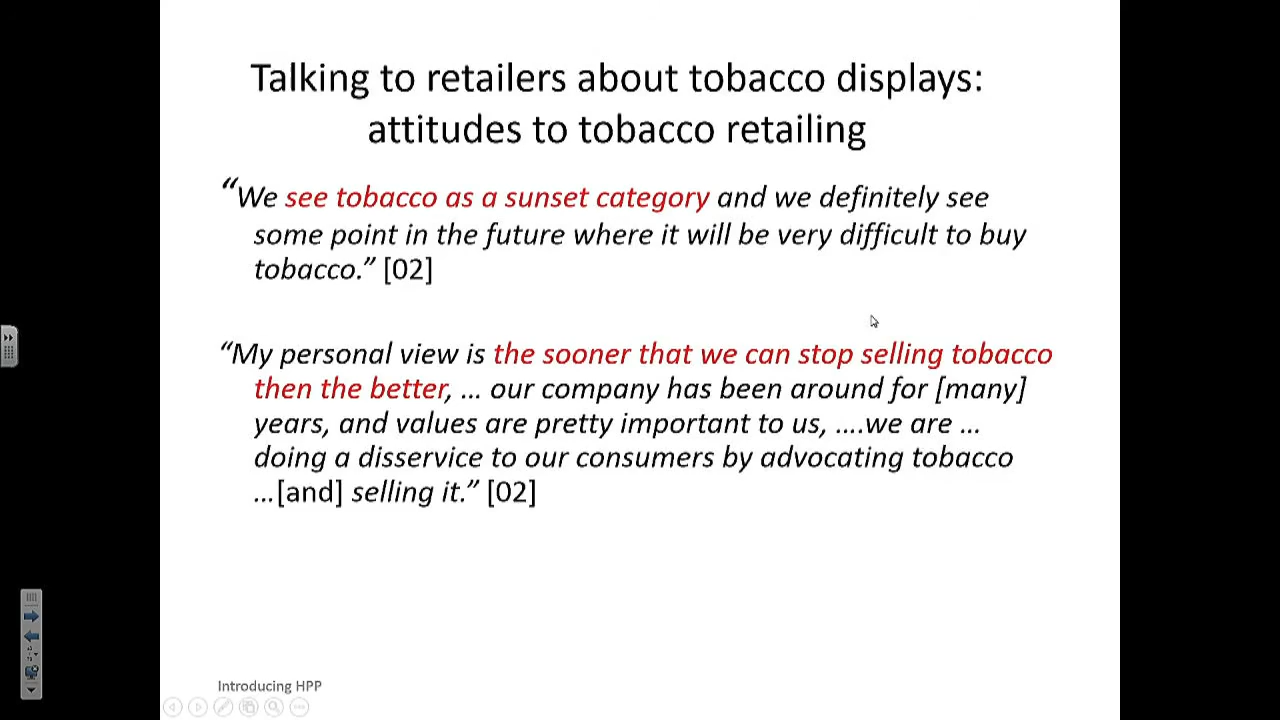 Talking to retailers about tobacco displays:
attitudes to tobacco retailing
“We see tobacco as a sunset category and we definitely see
some point in the future where it will be very difficult to buy
tobacco.” [02]
“My personal view is the sooner that we can stop selling tobacco
then the better, … our company has been around for [many]
years, and values are pretty important to us, ….we are …
doing a disservice to our consumers by advocating tobacco
…[and] selling it.” [02]
Introducing HPP